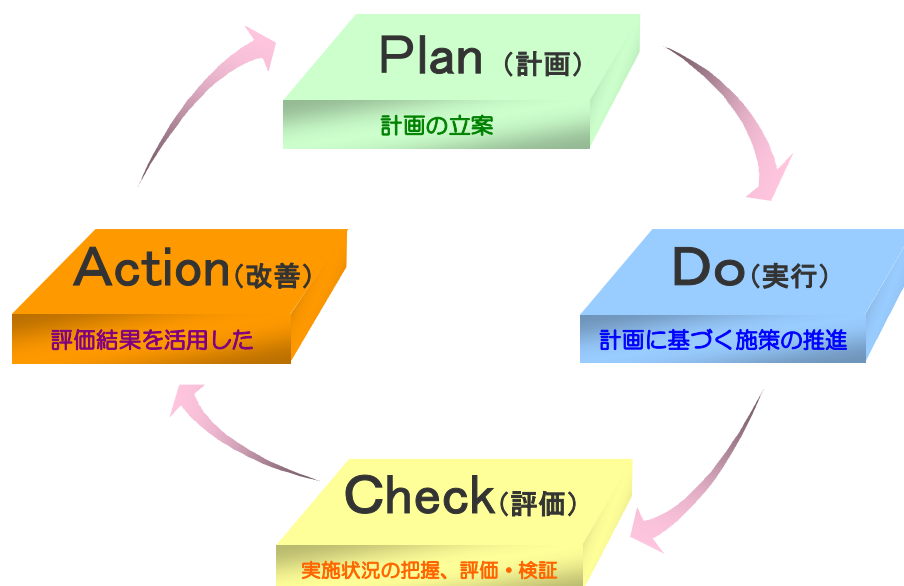 Plan（計画）
計画の立案
Action（改善）
評価結果を活用した
Do（実行）
計画に基づく施策の推進
Check（評価）
実施状況の把握、評価・検証